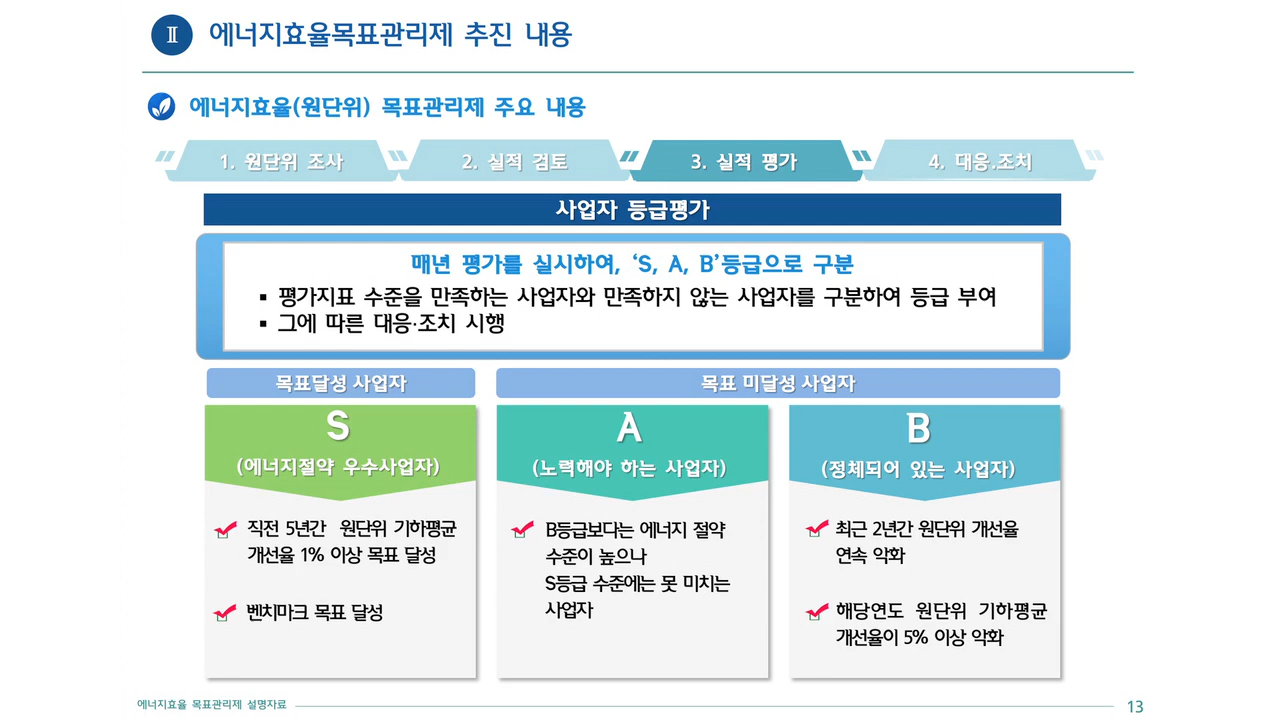 Ⅱ 에너지효율목표관리제 추진 내용
에너지효율(원단위) 목표관리제 주요 내용
1. 원단위 조사
2. 실적 검토
3. 실적 평가
4. 대응.조치
사업자 등급평가
매년 평가를 실시하여, ‘S, A, B’등급으로 구분
▪ 평가지표 수준을 만족하는 사업자와 만족하지 않는 사업자를 구분하여 등급 부여
▪ 그에 따른 대응·조치 시행
목표달성 사업자
목표 미달성 사업자
S
(에너지절약 우수사업자)
직전 5년간 원단위 기하평균
개선율 1% 이상 목표 달성
벤치마크 목표 달성
A
(노력해야 하는 사업자)
B등급보다는 에너지 절약
수준이 높으나
S등급 수준에는 못 미치는
사업자
B
(정체되어 있는 사업자)
최근 2년간 원단위 개선율
연속 악화
해당연도 원단위 기하평균
개선율이 5% 이상 악화
에너지효율 목표관리제 설명자료
13